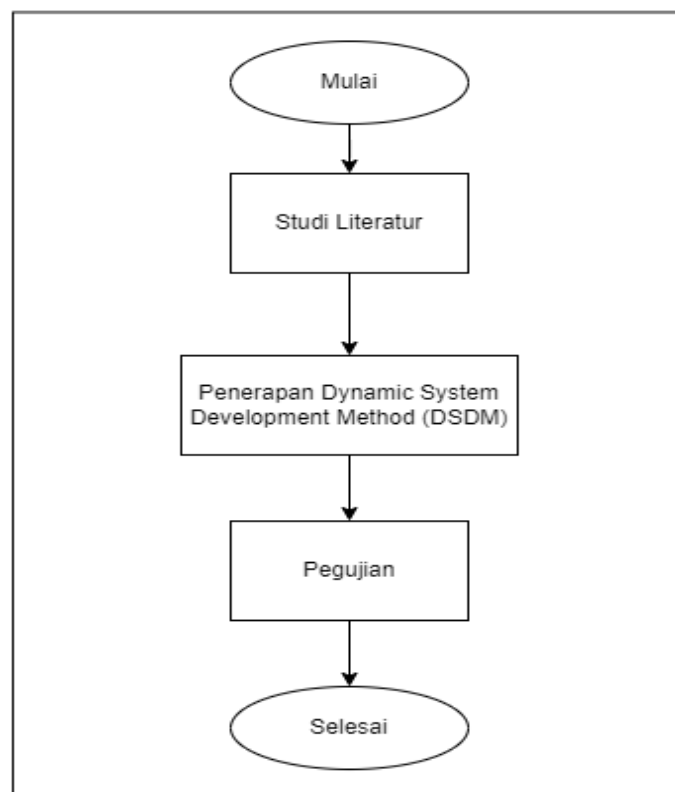 Mulai
Studi Literatur
Penerapan Dynamic System
Development Method (DSDM)
Pegujian
Selesai